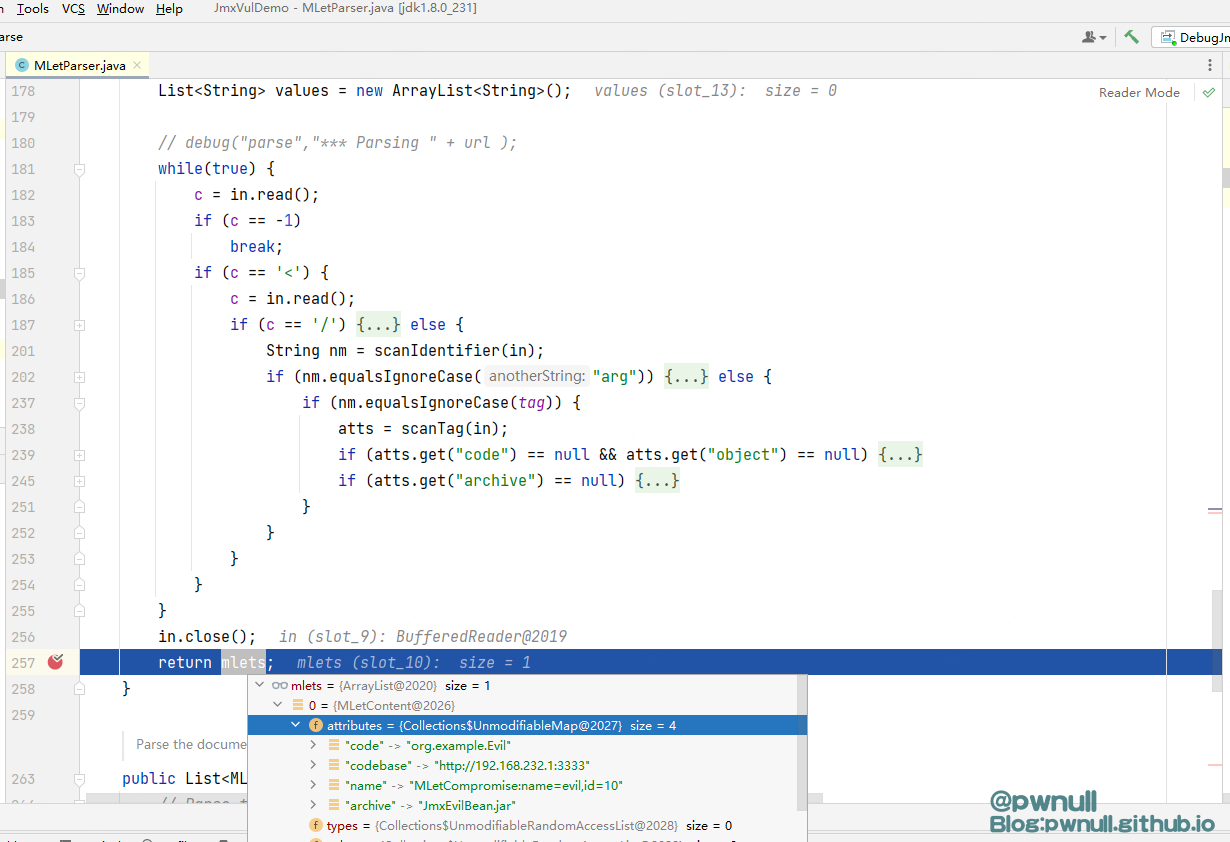 Tools VCS Window Help JmxVulDemo - MLetParser.java [jdk1.8.0_231]
arse DebugJm
C MLetParser.java ×
178 List<String> values = new ArrayList<String>(); values (slot_13): size = 0 Reader Mode
179
180 // debug("parse","*** Parsing " + url );
181 while(true) {
182 c = in.read();
183 if (c == -1)
184 break;
185 if (c == '<') {
186 c = in.read();
187 if (c == '/') {...} else {
201 String nm = scanIdentifier(in);
202 if (nm.equalsIgnoreCase( anotherString: "arg")) {...} else {
237 if (nm.equalsIgnoreCase(tag)) {
238 atts = scanTag(in);
239 if (atts.get("code") == null && atts.get("object") == null) {...}
245 if (atts.get("archive") == null) {...}
251 }
252 }
253 }
254 }
255 }
256 in.close(); in (slot_9): BufferedReader@2019
257 return mlets; mlets (slot_10): size = 1
258 }
mlets = {ArrayList@2020} size = 1
0 = {MLetContent@2026}
259
f attributes = {Collections$UnmodifiableMap@2027} size = 4
Parse the docume
"code" -> "org.example.Evil"
"codebase" -> "http://192.168.232.1:3333"
263 public List<ML
"name" -> "MLetCompromise:name=evil,id=10"
"archive" -> "JmxEvilBean.jar"
f types = {Collections$UnmodifiableRandomAccessList@2028} size = 0
@pwnull
Blog:pwnull.github.io